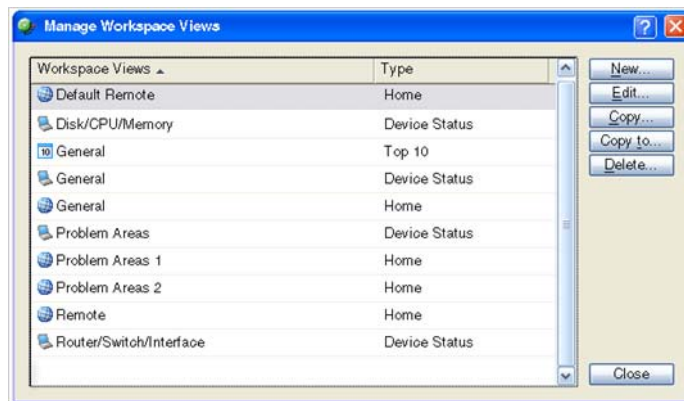 Manage Workspace Views
?
Workspace Views Type
Default Remote Home
Disk/CPU/Memory Device Status
10 General Top 10
General Device Status
General Home
Problem Areas Device Status
Problem Areas 1 Home
Problem Areas 2 Home
Remote Home
Router/Switch/Interface Device Status
New...
Edit...
Copy...
Copy to...
Delete...
Close